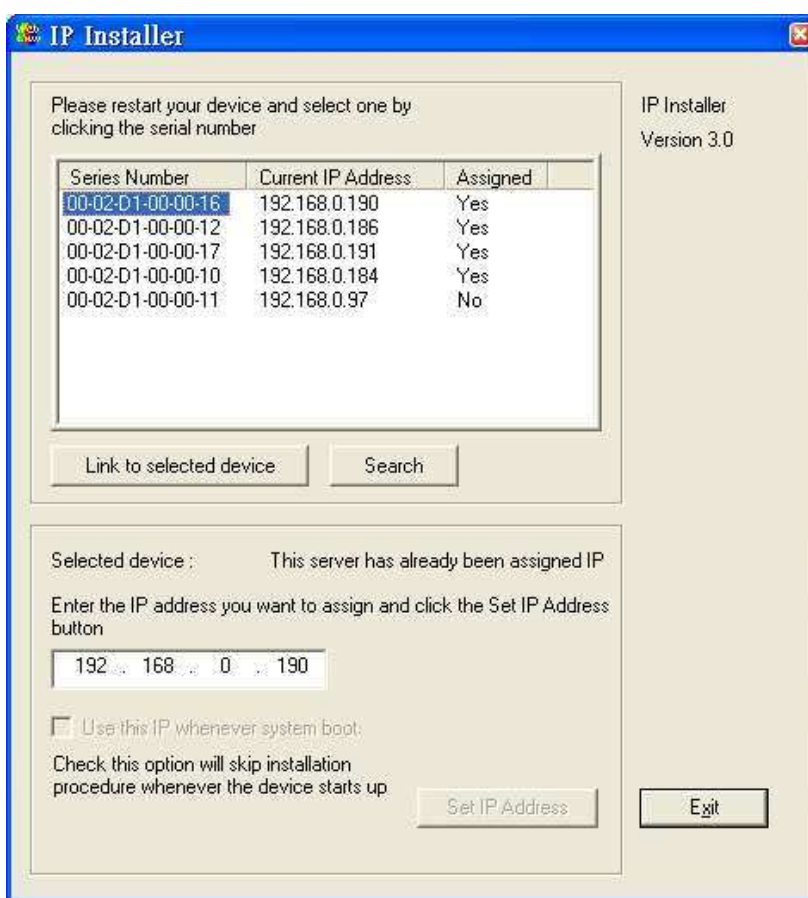 IP Installer
Please restart your device and select one by
clicking the serial number
IP Installer
Version 3.0
Series Number Current IP Address Assigned
00-02-D1-00-00-16 192.168.0.190 Yes
00-02-D1-00-00-12 192.168.0.186 Yes
00-02-D1-00-00-17 192.168.0.191 Yes
00-02-D1-00-00-10 192.168.0.184 Yes
00-02-D1-00-00-11 192.168.0.97 No
Link to selected device Search
Selected device : This server has already been assigned IP
Enter the IP address you want to assign and click the Set IP Address
button
192 . 168 . 0 . 190
Use this IP whenever system boot.
Check this option will skip installation
procedure whenever the device starts up
Set IP Address
Exit